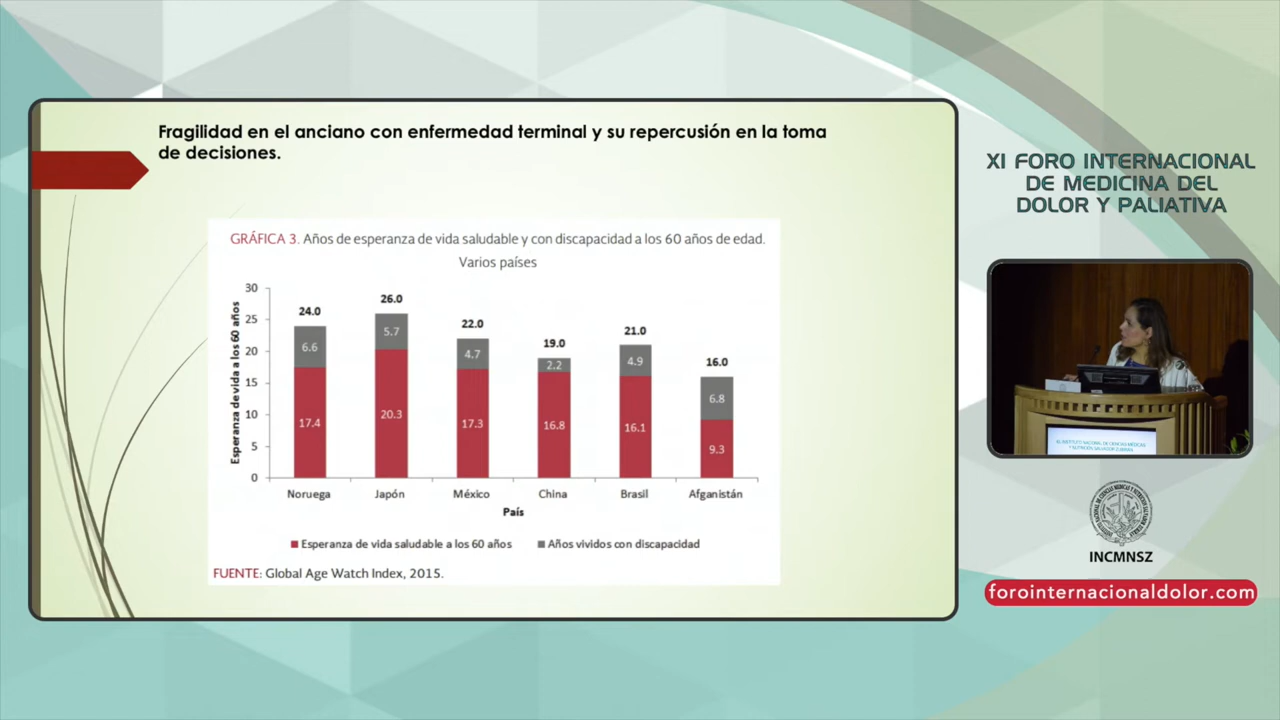 Fragilidad en el anciano con enfermedad terminal y su repercusión en la toma
de decisiones.
GRÁFICA 3. Años de esperanza de vida saludable y con discapacidad a los 60 años de edad.
Varios países
Esperanza de vida a los 60 años
30
25
20
15
10
5
0
24.0
26.0
22.0
19.0
21.0
16.0
6.6
5.7
4.7
2.2
4.9
6.8
17.4
20.3
17.3
16.8
16.1
9.3
Noruega
Japón
México
China
Brasil
Afganistán
País
Esperanza de vida saludable a los 60 años
Años vividos con discapacidad
FUENTE: Global Age Watch Index, 2015.
XI FORO INTERNACIONAL
DE MEDICINA DEL
DOLOR Y PALIATIVA
INCMNSZ
forointernacionaldolor.com